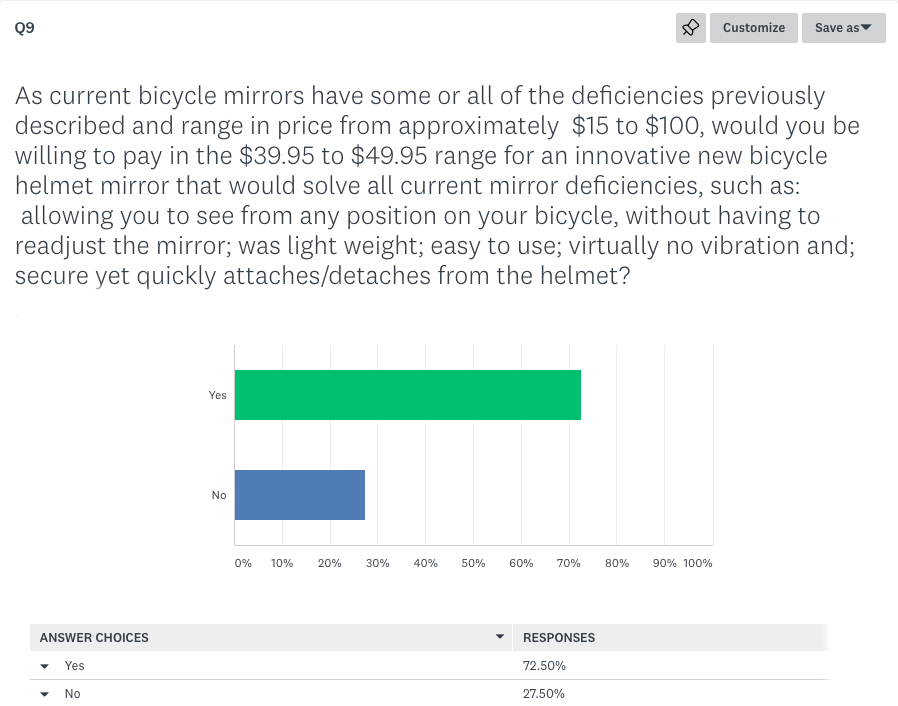 Q9
Customize
Save as
As current bicycle mirrors have some or all of the deficiencies previously
described and range in price from approximately  $15 to $100, would you be
willing to pay in the $39.95 to $49.95 range for an innovative new bicycle
helmet mirror that would solve all current mirror deficiencies, such as:
allowing you to see from any position on your bicycle, without having to
readjust the mirror; was light weight; easy to use; virtually no vibration and;
secure yet quickly attaches/detaches from the helmet?
Yes
No
0% 10% 20% 30% 40% 50% 60% 70% 80% 90% 100%
ANSWER CHOICES RESPONSES
Yes 72.50%
No 27.50%